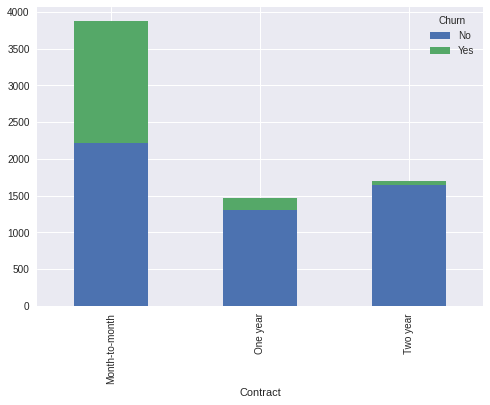 4000
3500
3000
2500
2000
1500
1000
500
0
Churn
No
Yes
Month-to-month
One year
Two year
Contract